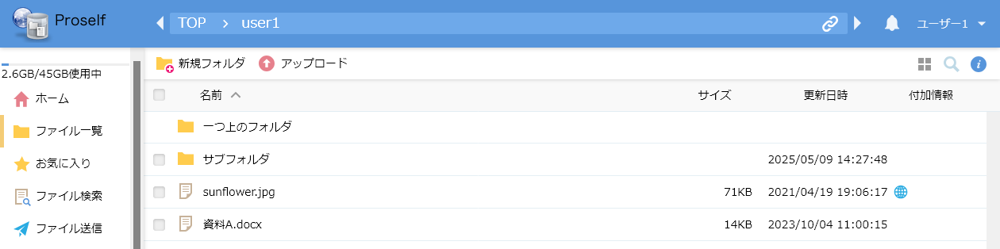 Proself
TOP > user1
ユーザー1
2.6GB/45GB使用中
ホーム
ファイル一覧
お気に入り
ファイル検索
ファイル送信
新規フォルダ アップロード
名前 サイズ 更新日時 付加情報
一つ上のフォルダ
サブフォルダ 2025/05/09 14:27:48
sunflower.jpg 71KB 2021/04/19 19:06:17
資料A.docx 14KB 2023/10/04 11:00:15